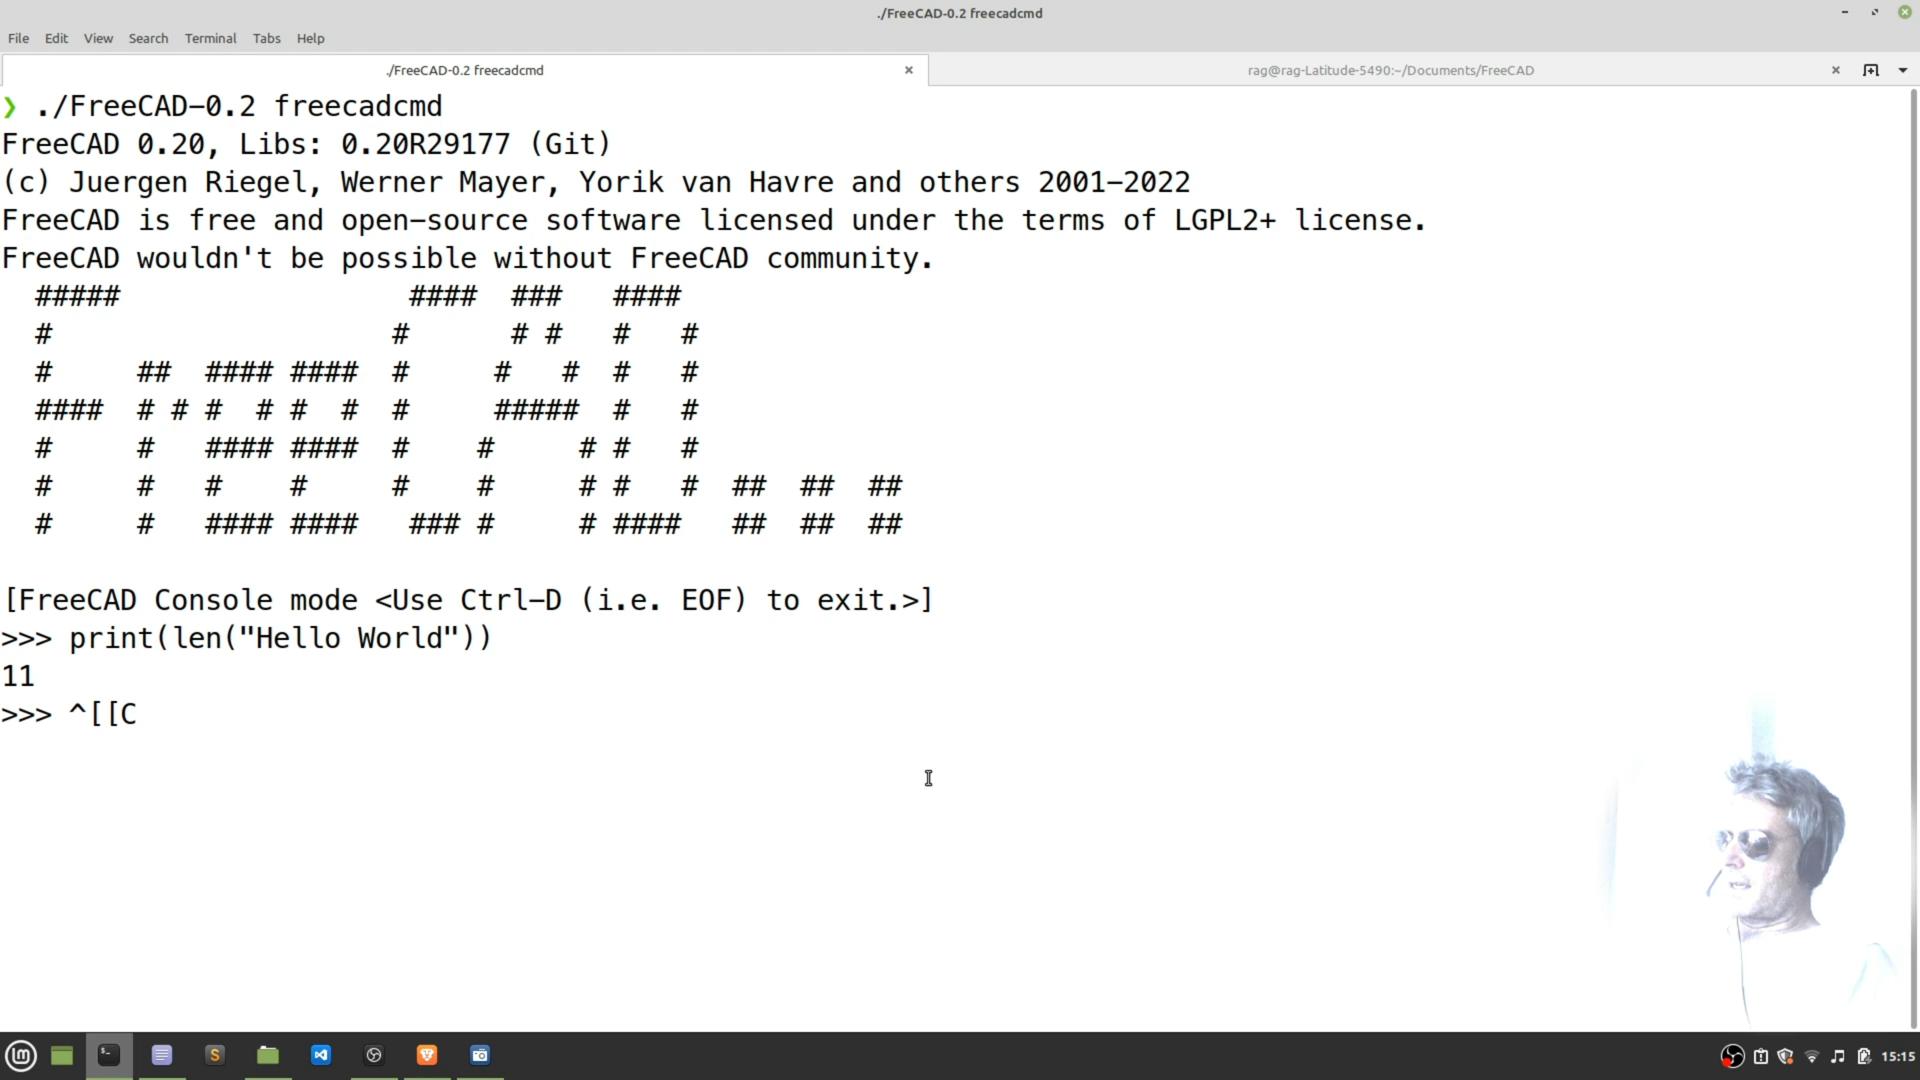 ./FreeCAD-0.2 freecadcmd
File Edit View Search Terminal Tabs Help
./FreeCAD-0.2 freecadcmd
rag@rag-Latitude-5490:~/Documents/FreeCAD
❯ ./FreeCAD-0.2 freecadcmd
FreeCAD 0.20, Libs: 0.20R29177 (Git)
(c) Juergen Riegel, Werner Mayer, Yorik van Havre and others 2001-2022
FreeCAD is free and open-source software licensed under the terms of LGPL2+ license.
FreeCAD wouldn't be possible without FreeCAD community.
  #####                 ####  ###   ####
  #                    #      # #   #   #
  #     ##  #### ####  #     #   #  #   #
  ####  # # #  # #  #  #     #####  #   #
  #     #   #### ####  #    #     # #   #
  #     #   #    #     #    #     # #   #  ##  ##  ##
  #     #   #### ####   ### #     # ####   ##  ##  ##
[FreeCAD Console mode <Use Ctrl-D (i.e. EOF) to exit.>]
>>> print(len("Hello World"))
11
>>> ^[[C
15:15